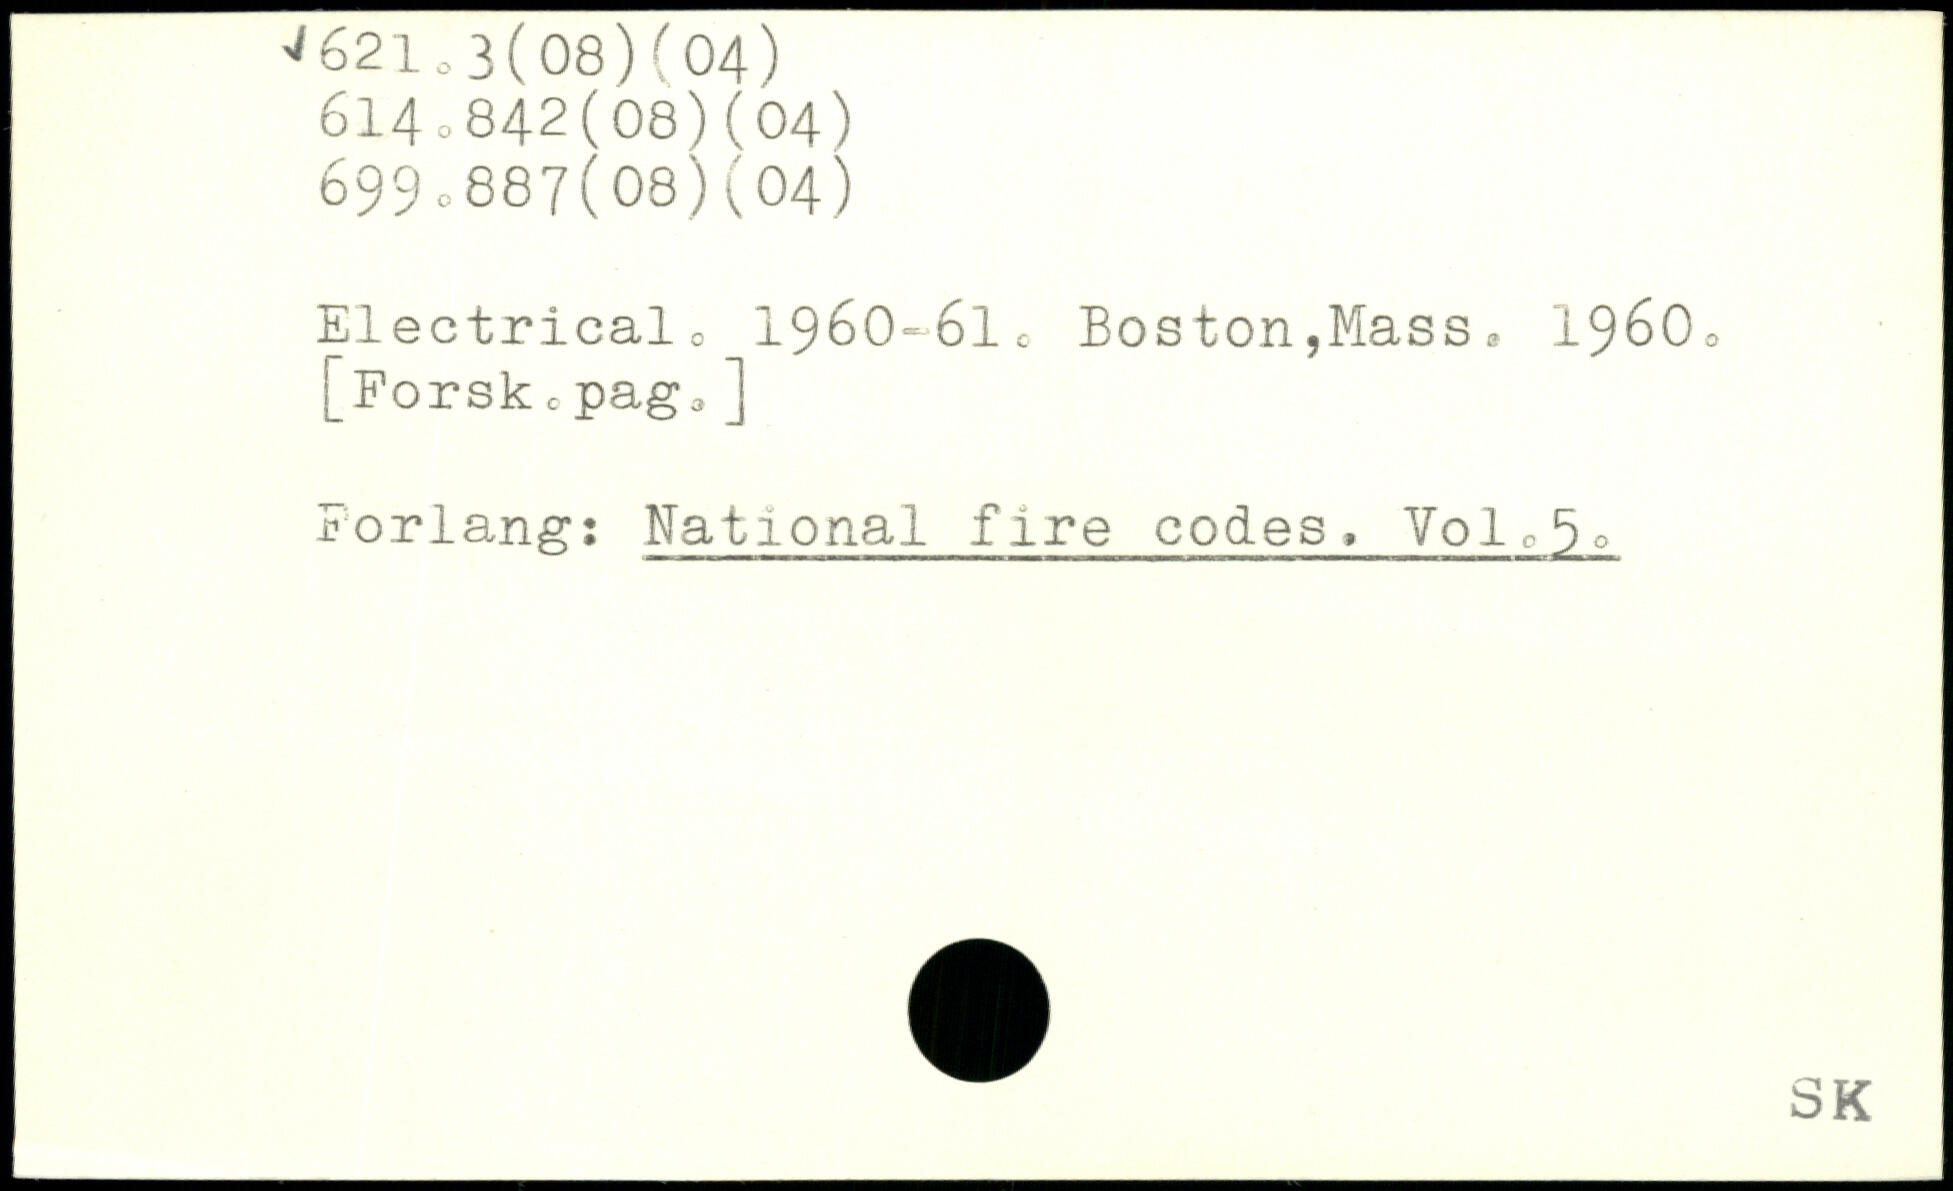 ✓621.3(08)(04)
614.842(08)(04)
699.887(08)(04)
Electrical. 1960-61. Boston,Mass. 1960.
[Forsk.pag.]
Forlang: National fire codes. Vol.5.
SK